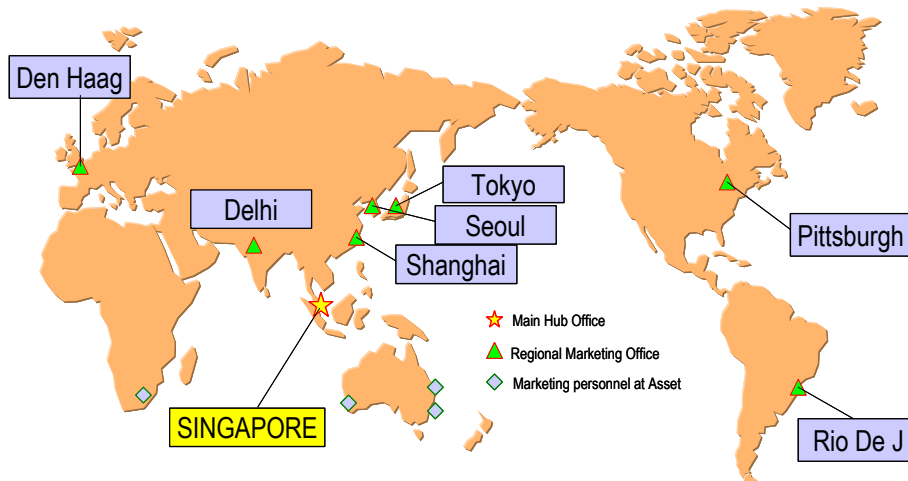 Den Haag
Tokyo
Delhi
Seoul
Pittsburgh
Shanghai
Main Hub Office
Regional Marketing Office
Marketing personnel at Asset
SINGAPORE
Rio De J